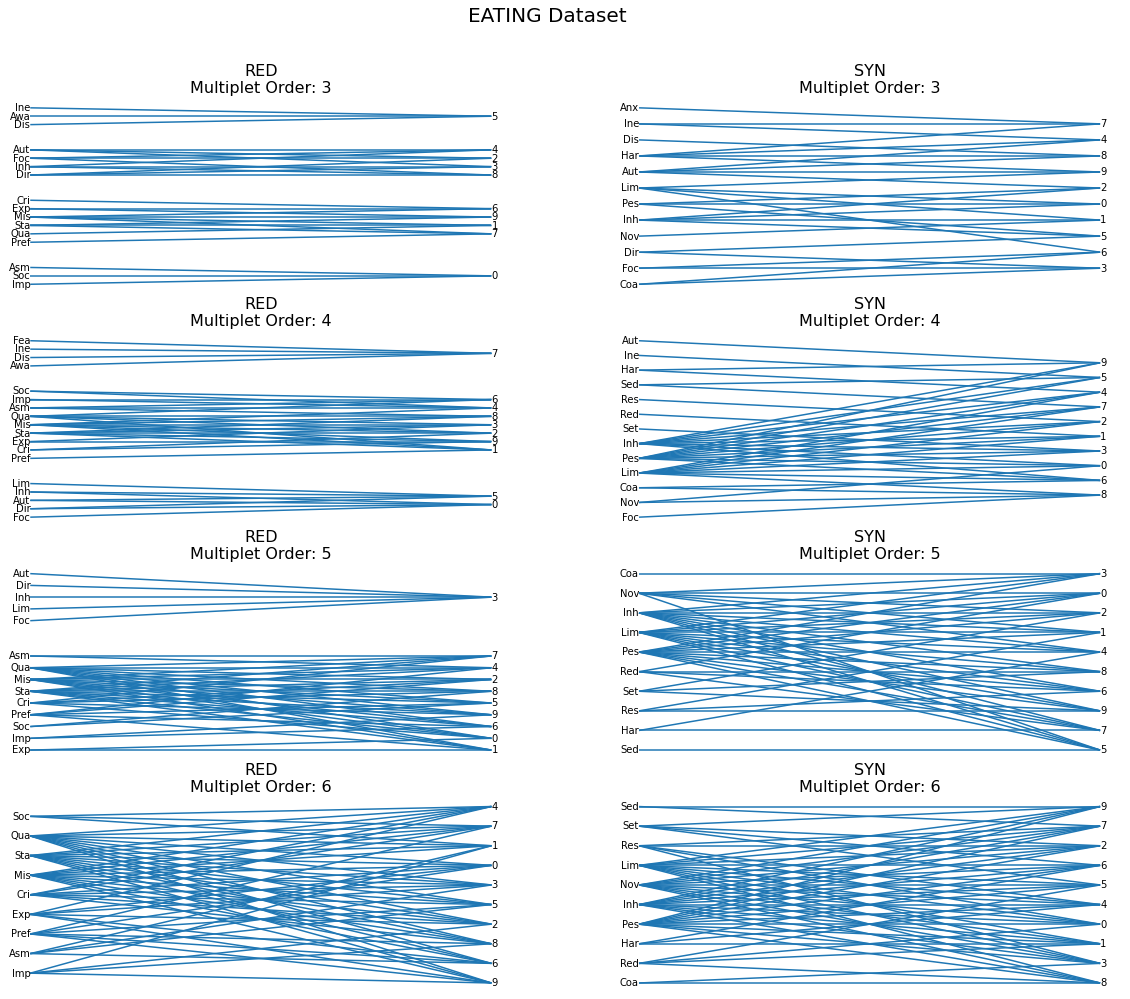 EATING Dataset
RED
Multiplet Order: 3
Ine
Awa
Dis
Aut
Foc
Inh
Dir
Cri
Exp
Mis
Sta
Qua
Pref
Asm
Soc
Imp
5
4
2
3
8
6
9
1
7
0
SYN
Multiplet Order: 3
Anx
Ine
Dis
Har
Aut
Lim
Pes
Inh
Nov
Dir
Foc
Coa
7
4
8
9
2
0
1
5
6
3
RED
Multiplet Order: 4
Fea
Ine
Dis
Awa
Soc
Imp
Asm
Qua
Mis
Sta
Exp
Cri
Pref
Lim
Inh
Aut
Dir
Foc
7
6
4
8
3
2
9
1
5
0
SYN
Multiplet Order: 4
Aut
Ine
Har
Sed
Res
Red
Set
Inh
Pes
Lim
Coa
Nov
Foc
9
5
4
7
2
1
3
0
6
8
RED
Multiplet Order: 5
Aut
Dir
Inh
Lim
Foc
Asm
Qua
Mis
Sta
Cri
Pref
Soc
Imp
Exp
3
7
4
2
8
5
9
6
0
1
SYN
Multiplet Order: 5
Coa
Nov
Inh
Lim
Pes
Red
Set
Res
Har
Sed
3
0
2
1
4
8
6
9
7
5
RED
Multiplet Order: 6
Soc
Qua
Sta
Mis
Cri
Exp
Pref
Asm
Imp
4
7
1
0
3
5
2
8
6
9
SYN
Multiplet Order: 6
Sed
Set
Res
Lim
Nov
Inh
Pes
Har
Red
Coa
9
7
2
6
5
4
0
1
3
8